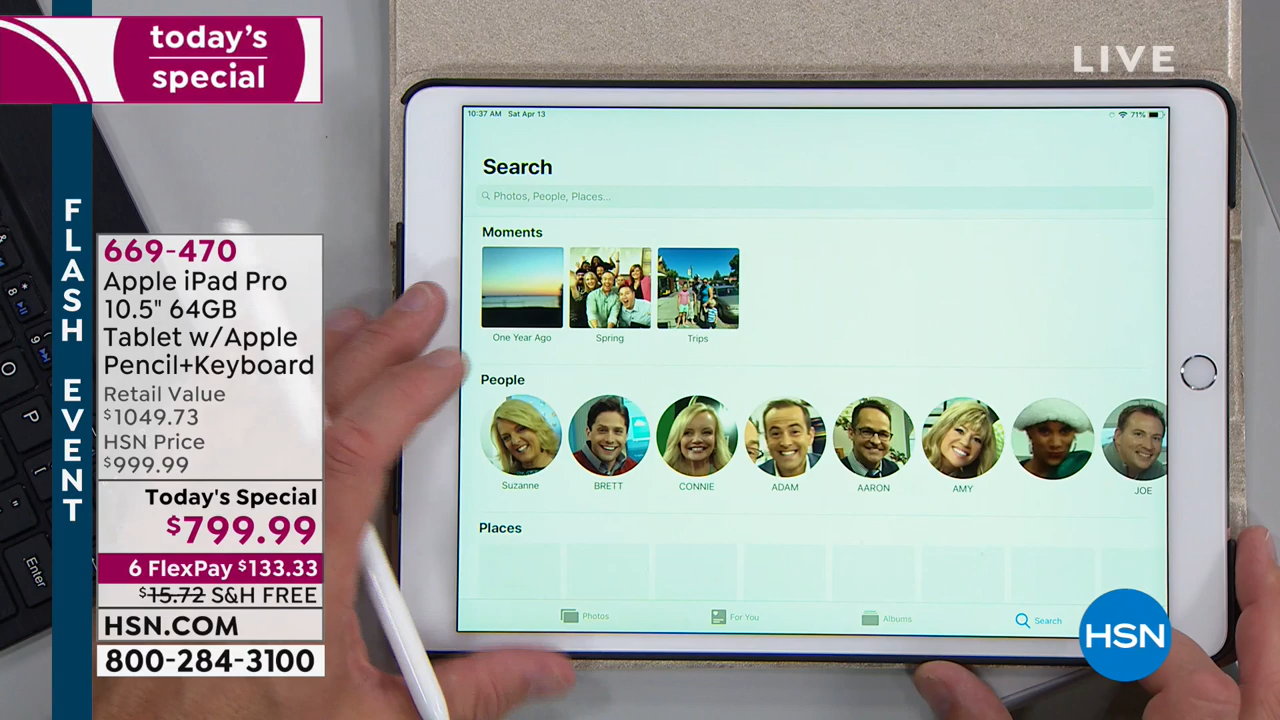 today's
special
LIVE
FLASH EVENT
669-470
Apple iPad Pro
10.5" 64GB
Tablet w/Apple
Pencil+Keyboard
Retail Value
$1049.73
HSN Price
$999.99
Today's Special
$799.99
6 FlexPay $133.33
$15.72 S&H FREE
HSN.COM
800-284-3100
10:37 AM Sat Apr 13
71%
Search
Photos, People, Places...
Moments
One Year Ago Spring Trips
People
Suzanne BRETT CONNIE ADAM AARON AMY JOE
Places
Photos For You Albums Search
HSN
&
*
8
9
O
P
[
"
Enter